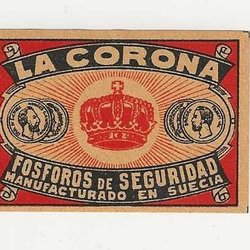 LA CORONA
FOSFOROS DE SEGURIDAD
MANUFACTURADO EN SUECIA